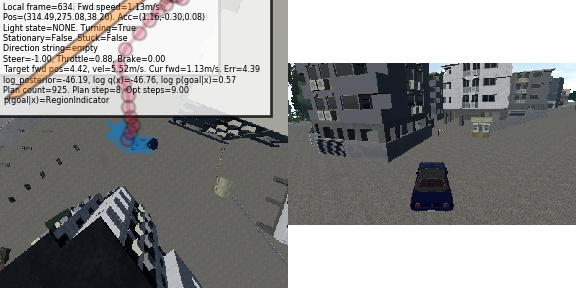 Local frame=634. Fwd speed=1.13m/s
Pos=(314.49,275.08,38.20). Acc=(1.16,-0.30,0.08)
Light state=NONE. Turning=True
Stationary=False, Stuck=False
Direction string=empty
Steer=-1.00. Throttle=0.88, Brake=0.00
Target fwd pos=4.42, vel=5.52m/s. Cur fwd=1.13m/s. Err=4.39
log_posterior=-46.19, log q(x)=-46.76, log p(goal|x)=0.57
Plan count=925. Plan step=8. Opt steps=9.00
p(goal|x)=RegionIndicator